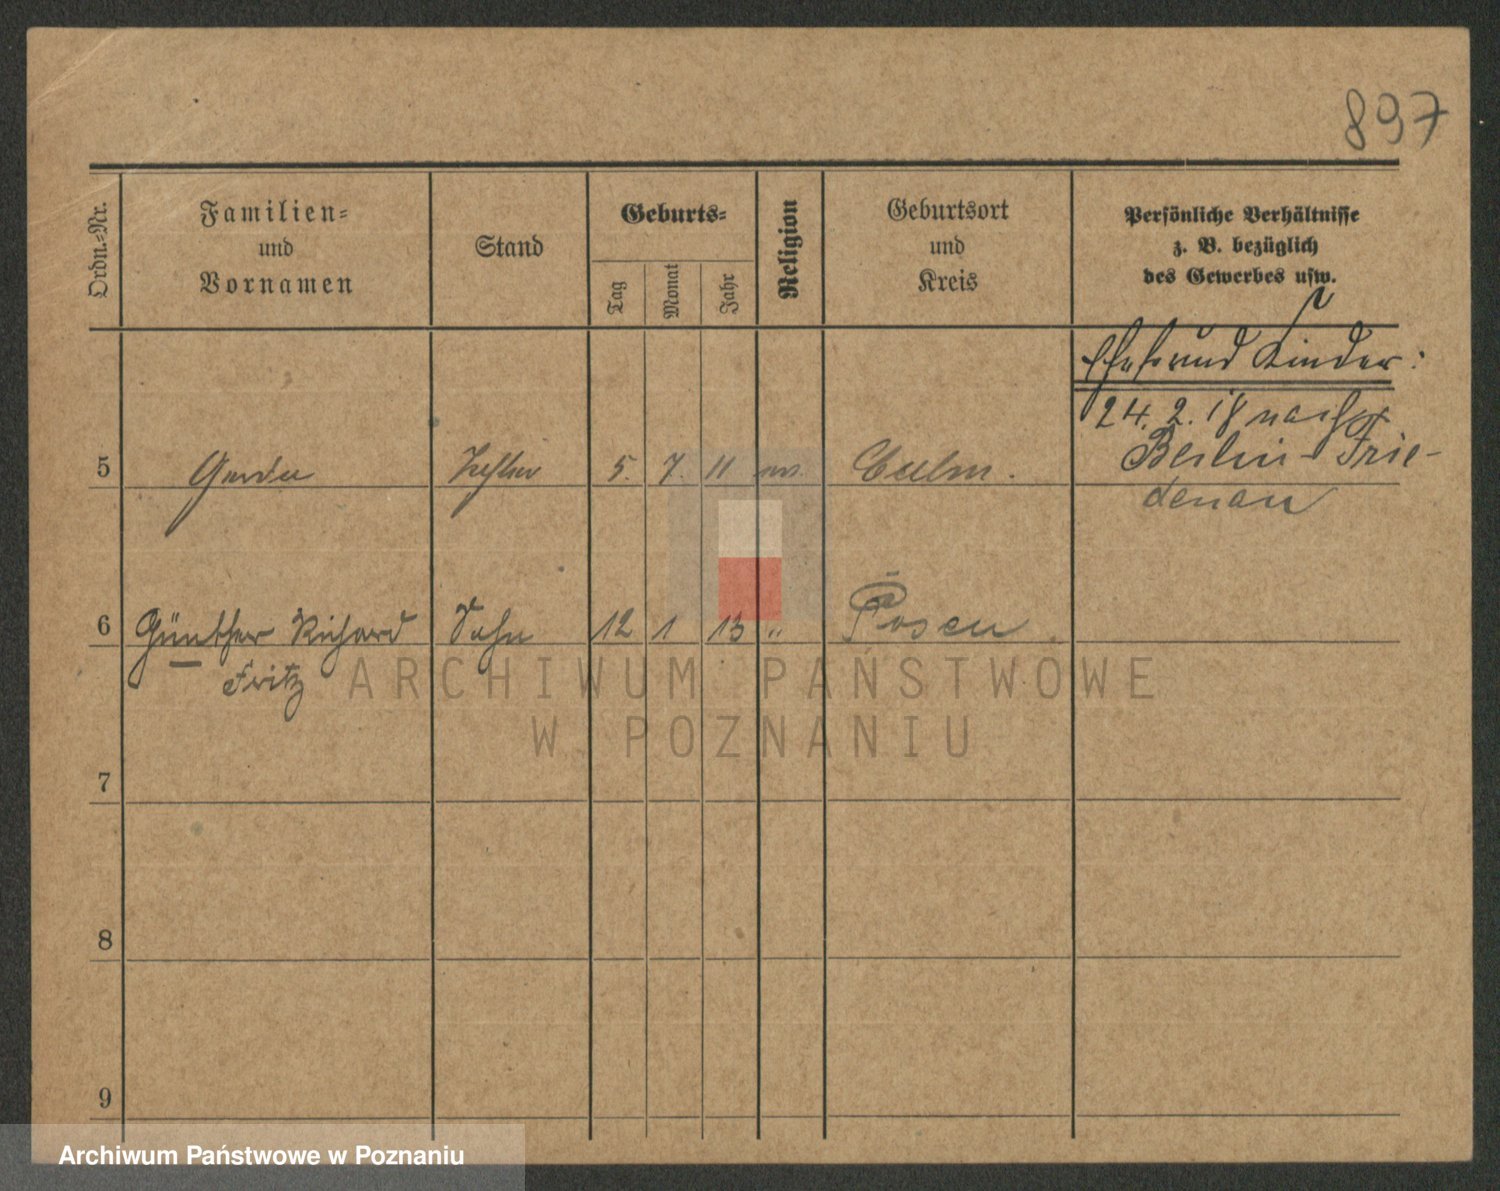 897
Ordn.-Nr.
Familien-
und
Vornamen
Stand
Geburts-
Tag
Monat
Jahr
Religion
Geburtsort
und
Kreis
Persönliche Verhältnisse
z. B. bezüglich
des Gewerbes usw.
und Kinder:
24. 2. 18 nach
Berlin-Frie-
denau
5 Gerda Tochter 5. 7. 11 ev. Culm.
6 Günther Richard Sohn 12 1 13 " Posen.
Fritz
7
8
9
ARCHIWUM PAŃSTWOWE
W POZNANIU
Archiwum Państwowe w Poznaniu